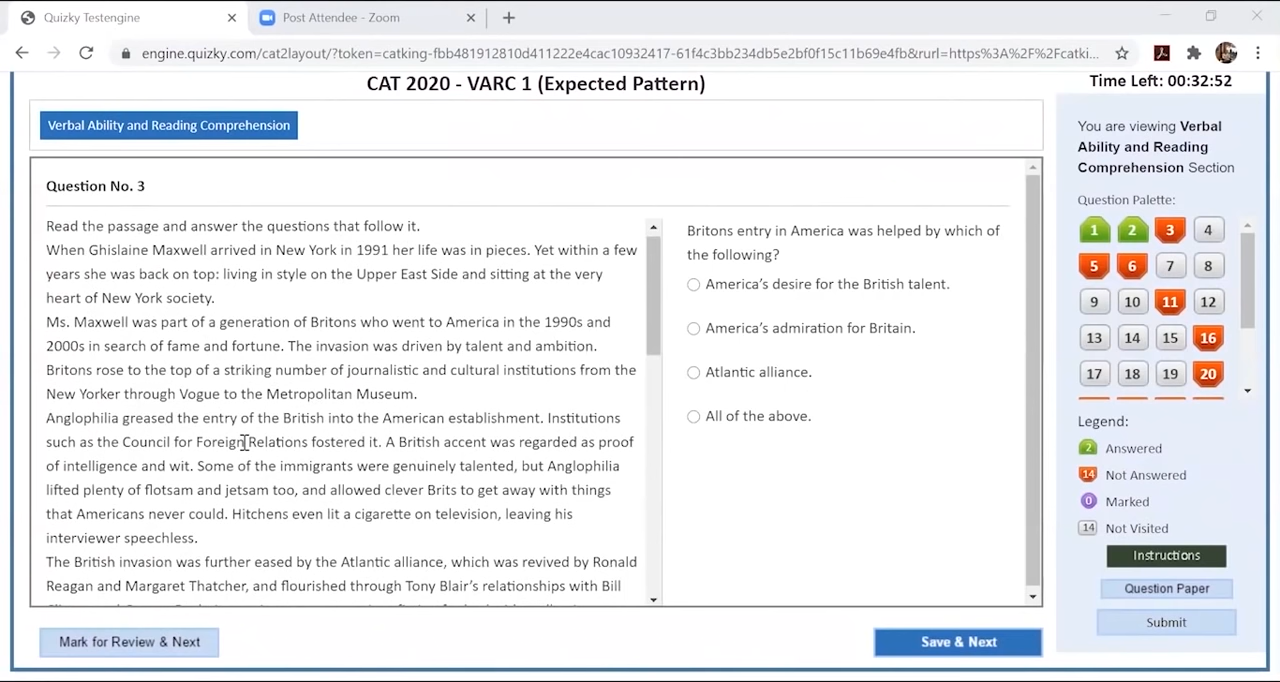 Quizky Testengine
Post Attendee - Zoom
engine.quizky.com/cat2layout/?token=catking-fbb481912810d411222e4cac10932417-61f4c3bb234db5e2bf0f15c11b69e4fb&rurl=https%3A%2F%2Fcatki...
CAT 2020 - VARC 1 (Expected Pattern)
Time Left: 00:32:52
Verbal Ability and Reading Comprehension
Question No. 3
Read the passage and answer the questions that follow it.
When Ghislaine Maxwell arrived in New York in 1991 her life was in pieces. Yet within a few
years she was back on top: living in style on the Upper East Side and sitting at the very
heart of New York society.
Ms. Maxwell was part of a generation of Britons who went to America in the 1990s and
2000s in search of fame and fortune. The invasion was driven by talent and ambition.
Britons rose to the top of a striking number of journalistic and cultural institutions from the
New Yorker through Vogue to the Metropolitan Museum.
Anglophilia greased the entry of the British into the American establishment. Institutions
such as the Council for Foreign Relations fostered it. A British accent was regarded as proof
of intelligence and wit. Some of the immigrants were genuinely talented, but Anglophilia
lifted plenty of flotsam and jetsam too, and allowed clever Brits to get away with things
that Americans never could. Hitchens even lit a cigarette on television, leaving his
interviewer speechless.
The British invasion was further eased by the Atlantic alliance, which was revived by Ronald
Reagan and Margaret Thatcher, and flourished through Tony Blair's relationships with Bill
Britons entry in America was helped by which of
the following?
America's desire for the British talent.
America's admiration for Britain.
Atlantic alliance.
All of the above.
You are viewing Verbal
Ability and Reading
Comprehension Section
Question Palette:
1 2 3 4
5 6 7 8
9 10 11 12
13 14 15 16
17 18 19 20
Legend:
2 Answered
14 Not Answered
0 Marked
14 Not Visited
Instructions
Question Paper
Submit
Mark for Review & Next
Save & Next